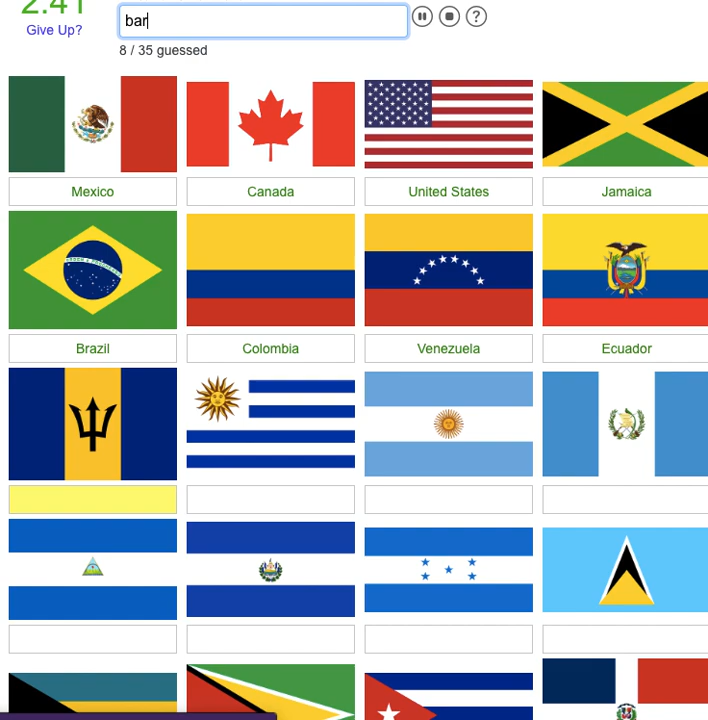 2:41
Give Up?
bar
?
8 / 35 guessed
Mexico
Canada
United States
Jamaica
Brazil
Colombia
Venezuela
Ecuador